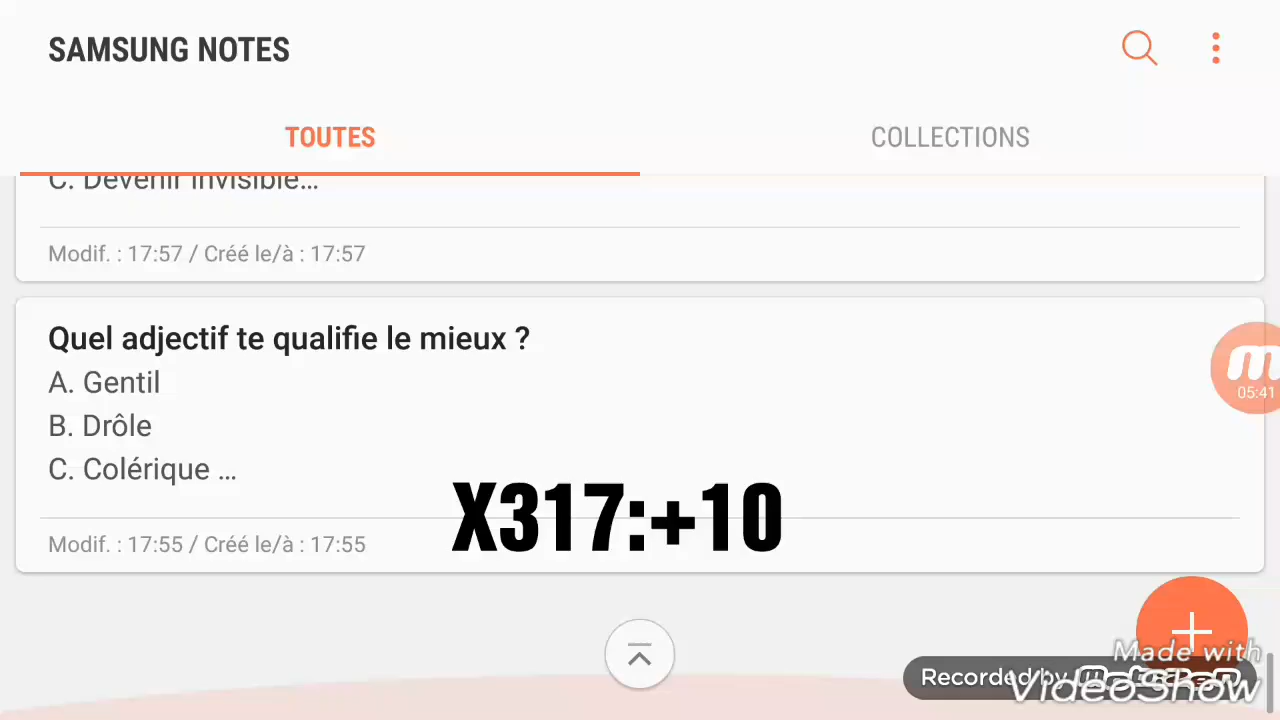 SAMSUNG NOTES
TOUTES
COLLECTIONS
C. Devenir invisible...
Modif. : 17:57 / Créé le/à : 17:57
Quel adjectif te qualifie le mieux ?
A. Gentil
B. Drôle
C. Colérique ...
X317:+10
Modif. : 17:55 / Créé le/à : 17:55
05:41
Made with
VideoShow
Recorded by